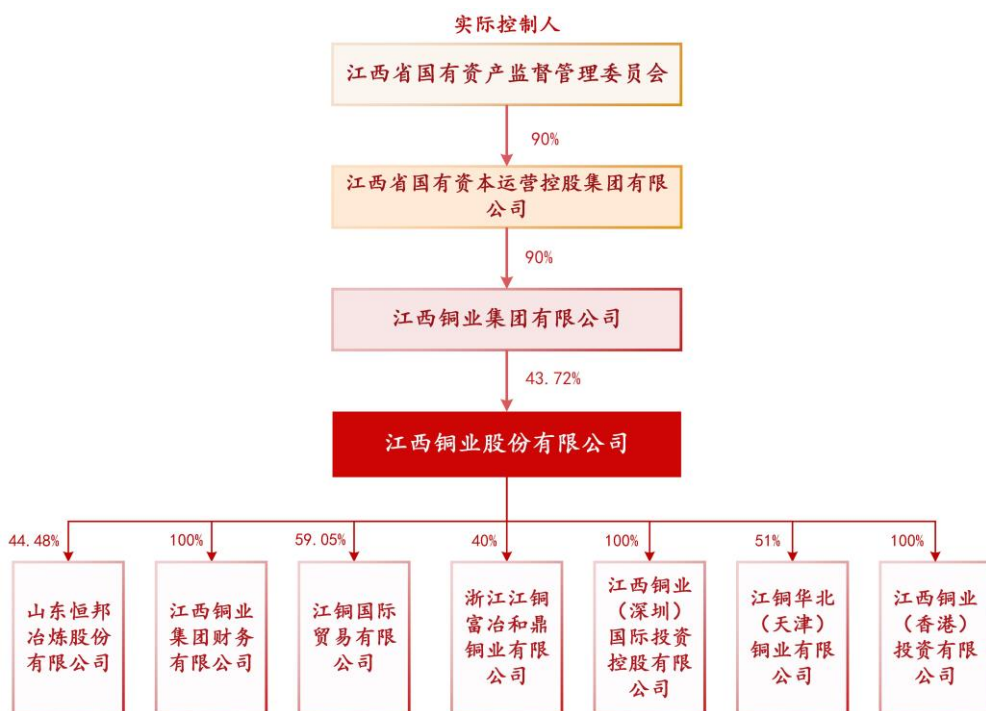 实际控制人
江西省国有资产监督管理委员会
90%
江西省国有资本运营控股集团有限
公司
90%
江西铜业集团有限公司
43.72%
江西铜业股份有限公司
44.48%
100%
59.05%
40%
100%
51%
100%
山东恒邦
冶炼股份
有限公司
江西铜业
集团财务
有限公司
江铜国际
贸易有限
公司
浙江江铜
富冶和鼎
铜业有限
公司
江西铜业
（深圳）
国际投资
控股有限
公司
江铜华北
（天津）
铜业有限
公司
江西铜业
（香港）
投资有限
公司